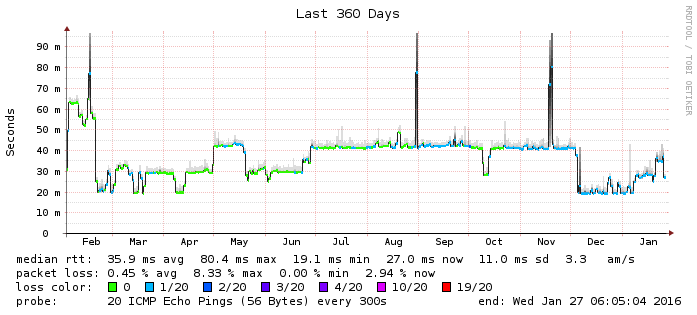 Last 360 Days
RRDTOOL / TOBI OETIKER
Seconds
90 m
80 m
70 m
60 m
50 m
40 m
30 m
20 m
10 m
0
Feb Mar Apr May Jun Jul Aug Sep Oct Nov Dec Jan
median rtt: 35.9 ms avg 80.4 ms max 19.1 ms min 27.0 ms now 11.0 ms sd 3.3 am/s
packet loss: 0.45 % avg 8.33 % max 0.00 % min 2.94 % now
loss color: 0 1/20 2/20 3/20 4/20 10/20 19/20
probe: 20 ICMP Echo Pings (56 Bytes) every 300s end: Wed Jan 27 06:05:04 2016